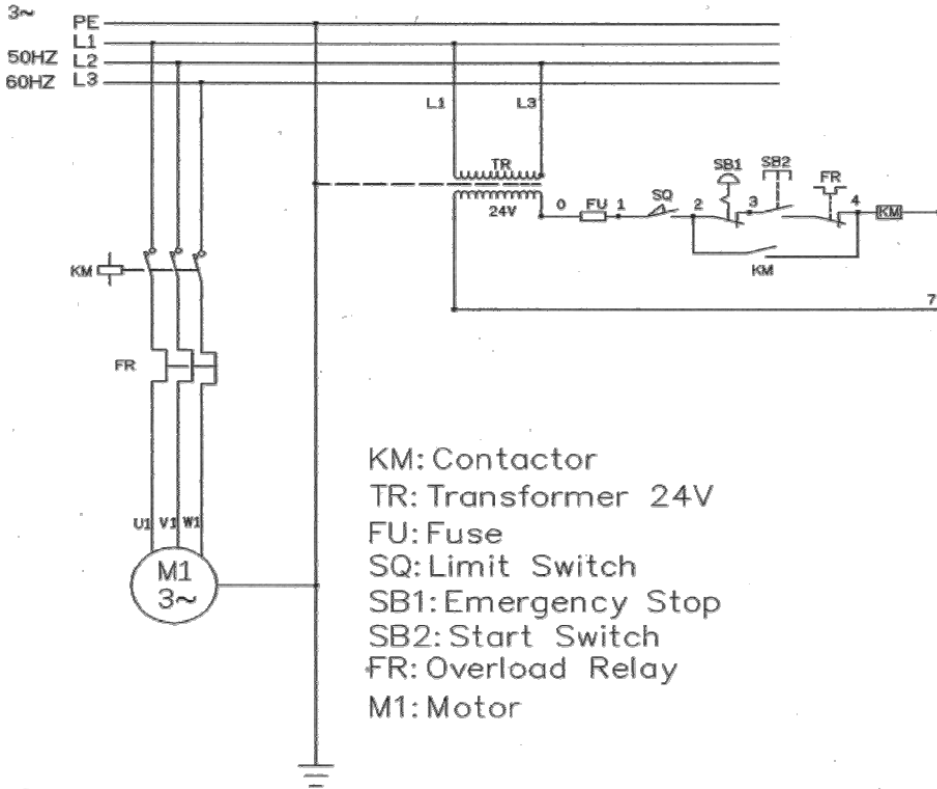 3~
PE
L1
50HZ L2
60HZ L3
L1 L3
TR
24V
SB1 SB2 FR
0 FU 1 SQ 2 3 4 KM
KM
7
KM
FR
U1 V1 W1
M1
3~
KM: Contactor
TR: Transformer 24V
FU: Fuse
SQ: Limit Switch
SB1: Emergency Stop
SB2: Start Switch
FR: Overload Relay
M1: Motor